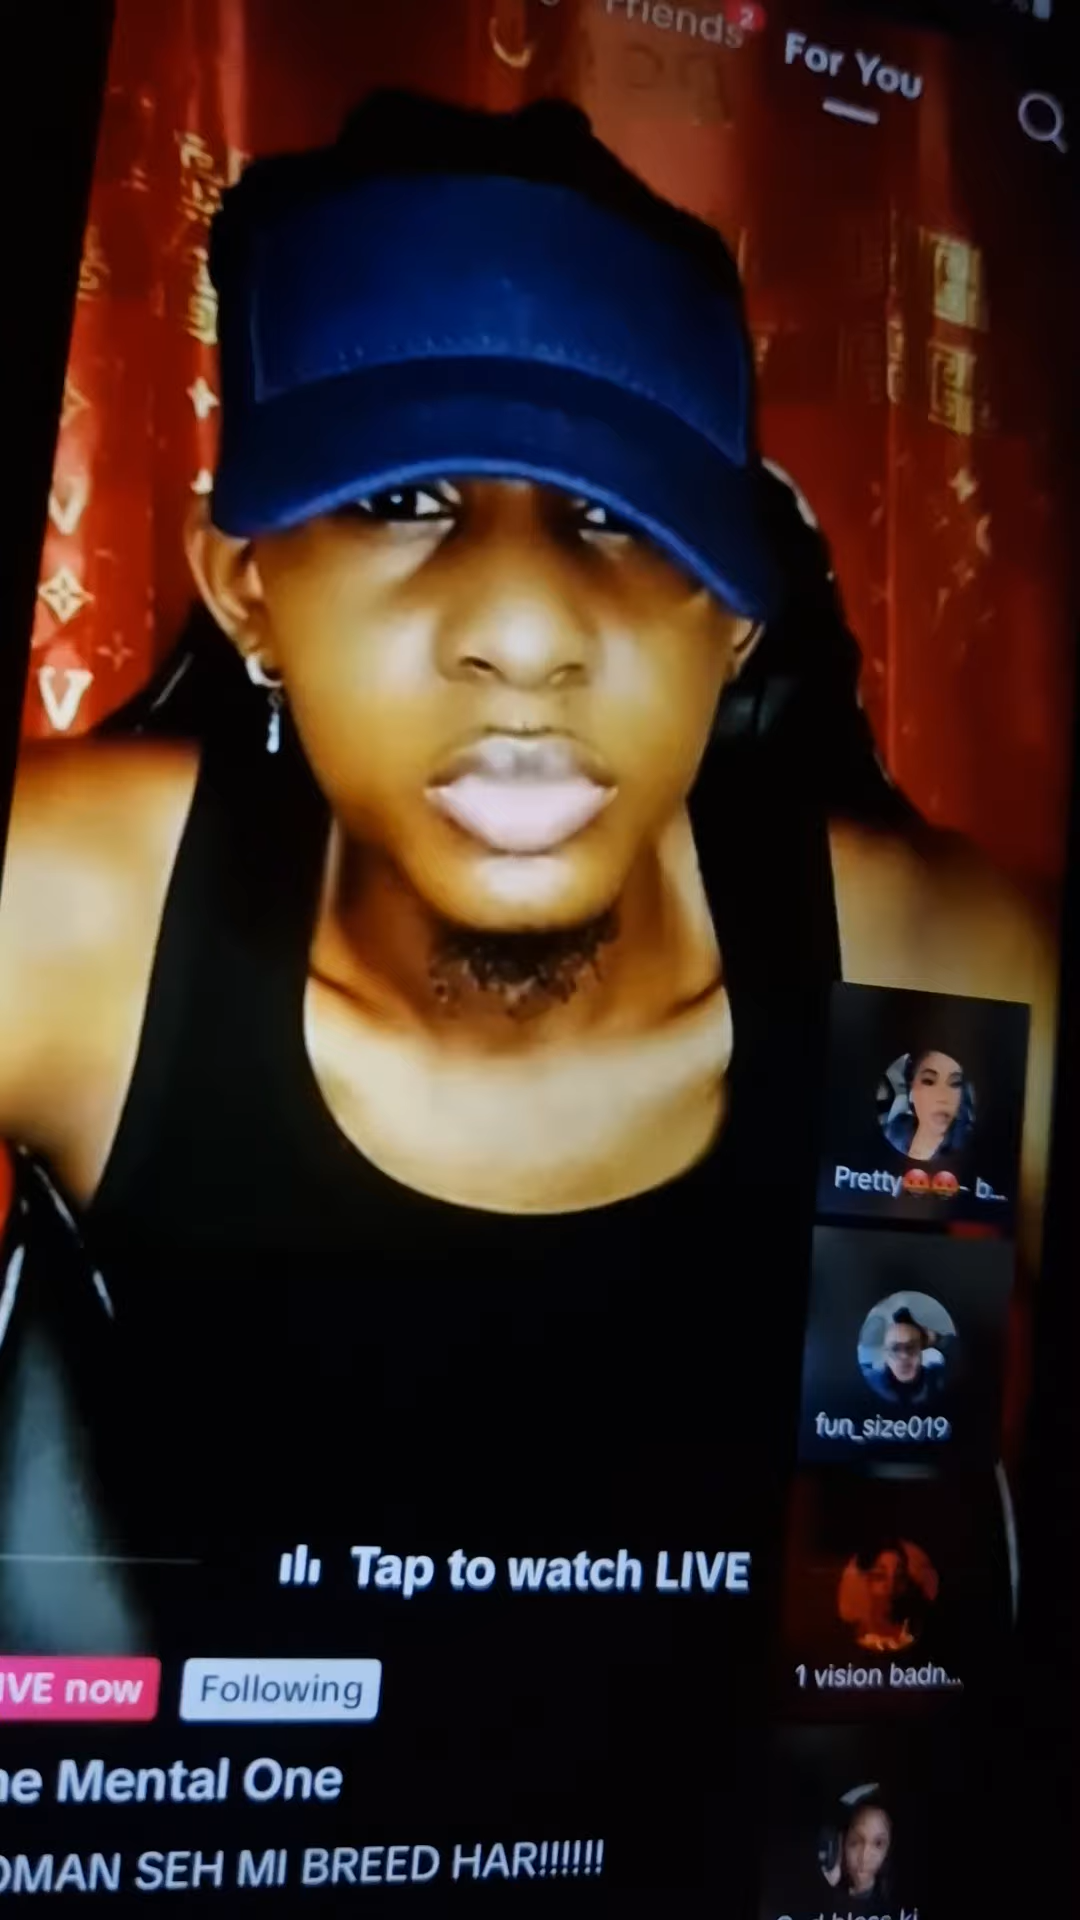 Friends
2
For You
V
V
Pretty😡😡- b...
fun_size019
Tap to watch LIVE
1 vision badn...
IVE now
Following
he Mental One
OMAN SEH MI BREED HAR!!!!!!